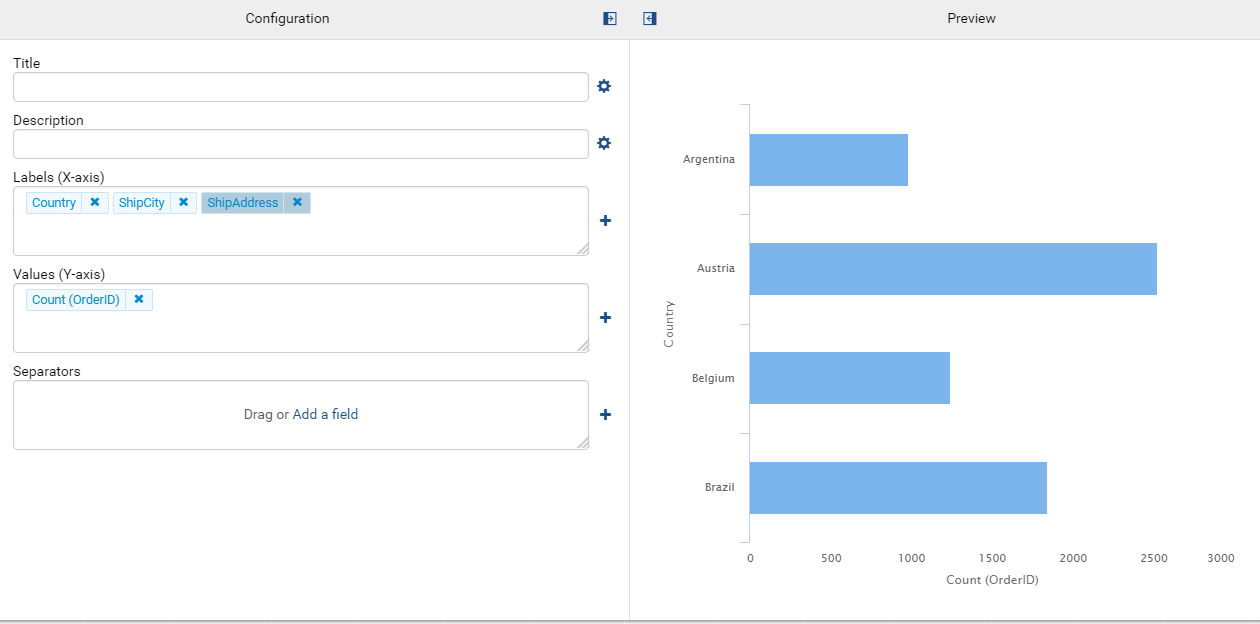 Configuration
Preview
Title
Description
Labels (X-axis)
Country ✖ ShipCity ✖ ShipAddress ✖
Values (Y-axis)
Count (OrderID) ✖
Separators
Drag or Add a field
Country
Argentina
Austria
Belgium
Brazil
0 500 1000 1500 2000 2500 3000
Count (OrderID)